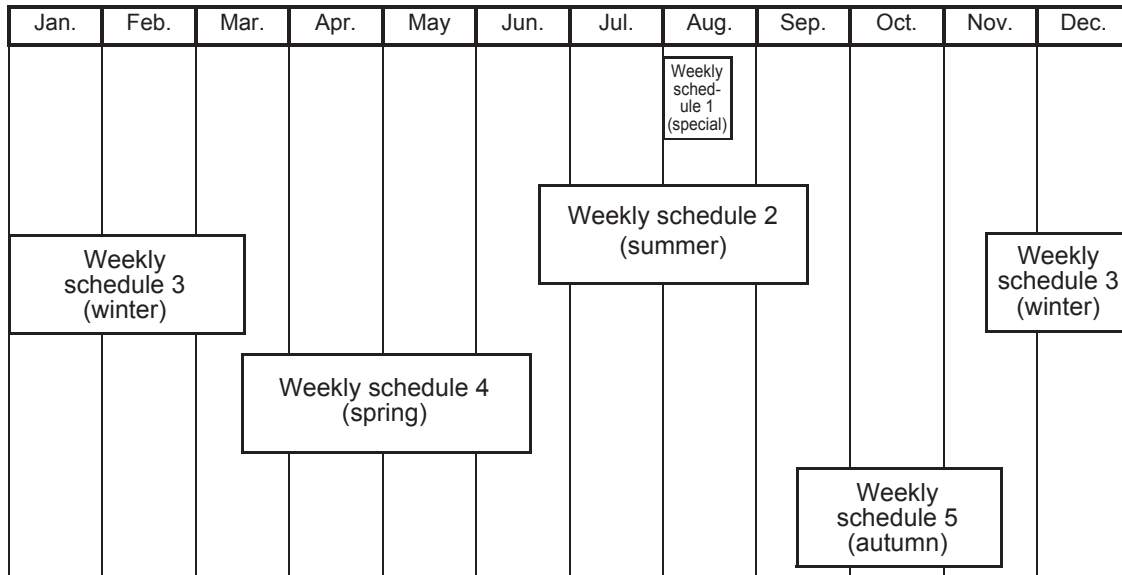 Jan. Feb. Mar. Apr. May Jun. Jul. Aug. Sep. Oct. Nov. Dec.
Weekly
sched-
ule 1
(special)
Weekly schedule 2
(summer)
Weekly
schedule 3
(winter)
Weekly
schedule 3
(winter)
Weekly schedule 4
(spring)
Weekly
schedule 5
(autumn)